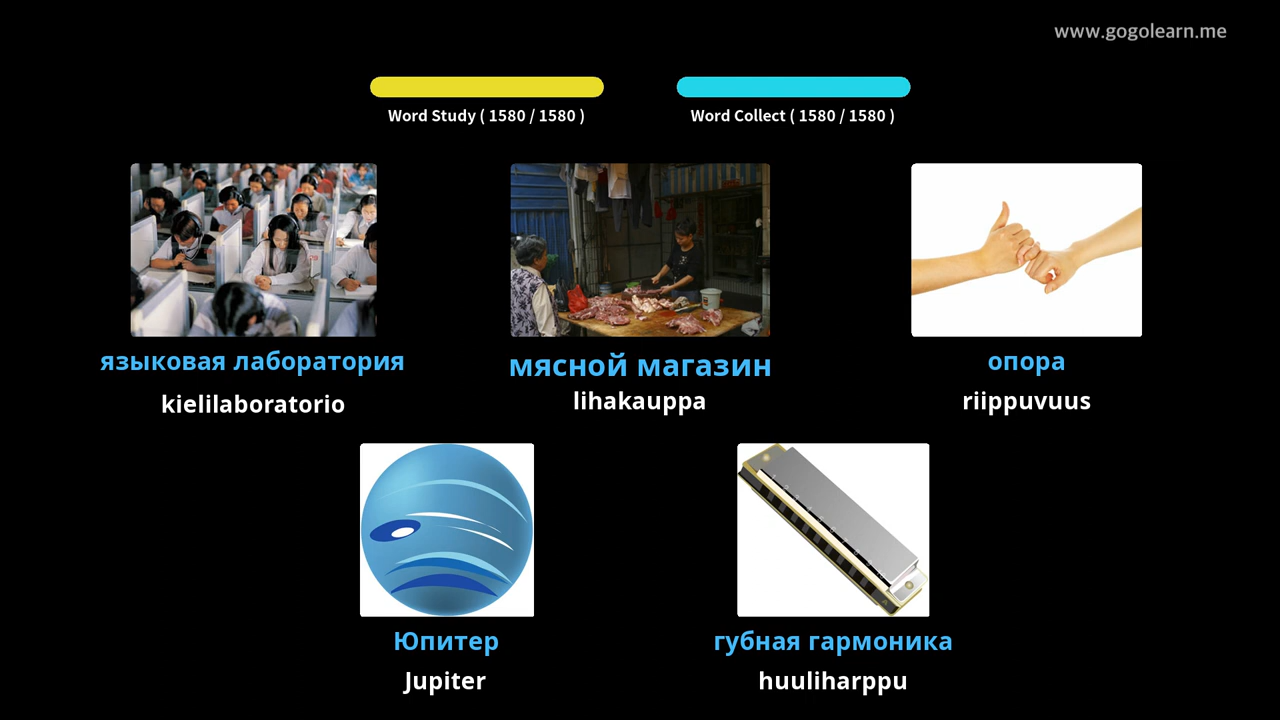 www.gogolearn.me
Word Study ( 1580 / 1580 )
Word Collect ( 1580 / 1580 )
языковая лаборатория
kielilaboratorio
мясной магазин
lihakauppa
опора
riippuvuus
Юпитер
Jupiter
губная гармоника
huuliharppu